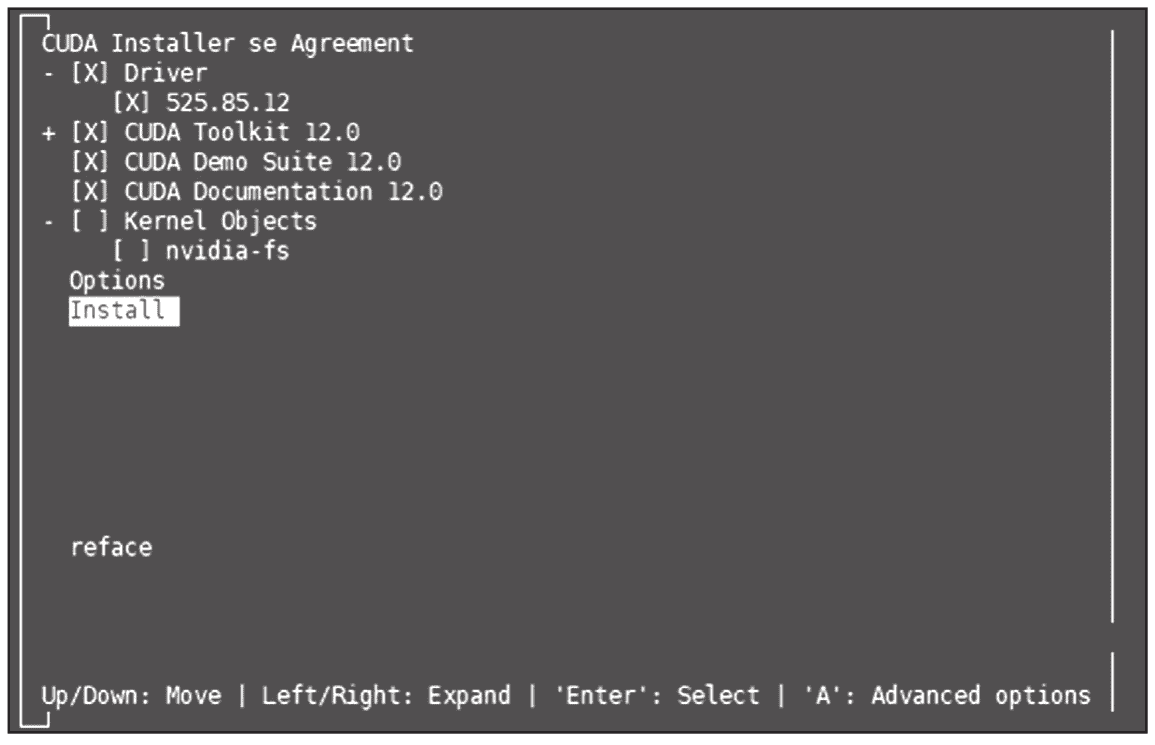 CUDA Installer se Agreement
- [X] Driver
[X] 525.85.12
+ [X] CUDA Toolkit 12.0
[X] CUDA Demo Suite 12.0
[X] CUDA Documentation 12.0
- [ ] Kernel Objects
[ ] nvidia-fs
Options
Install
reface
Up/Down: Move | Left/Right: Expand | 'Enter': Select | 'A': Advanced options